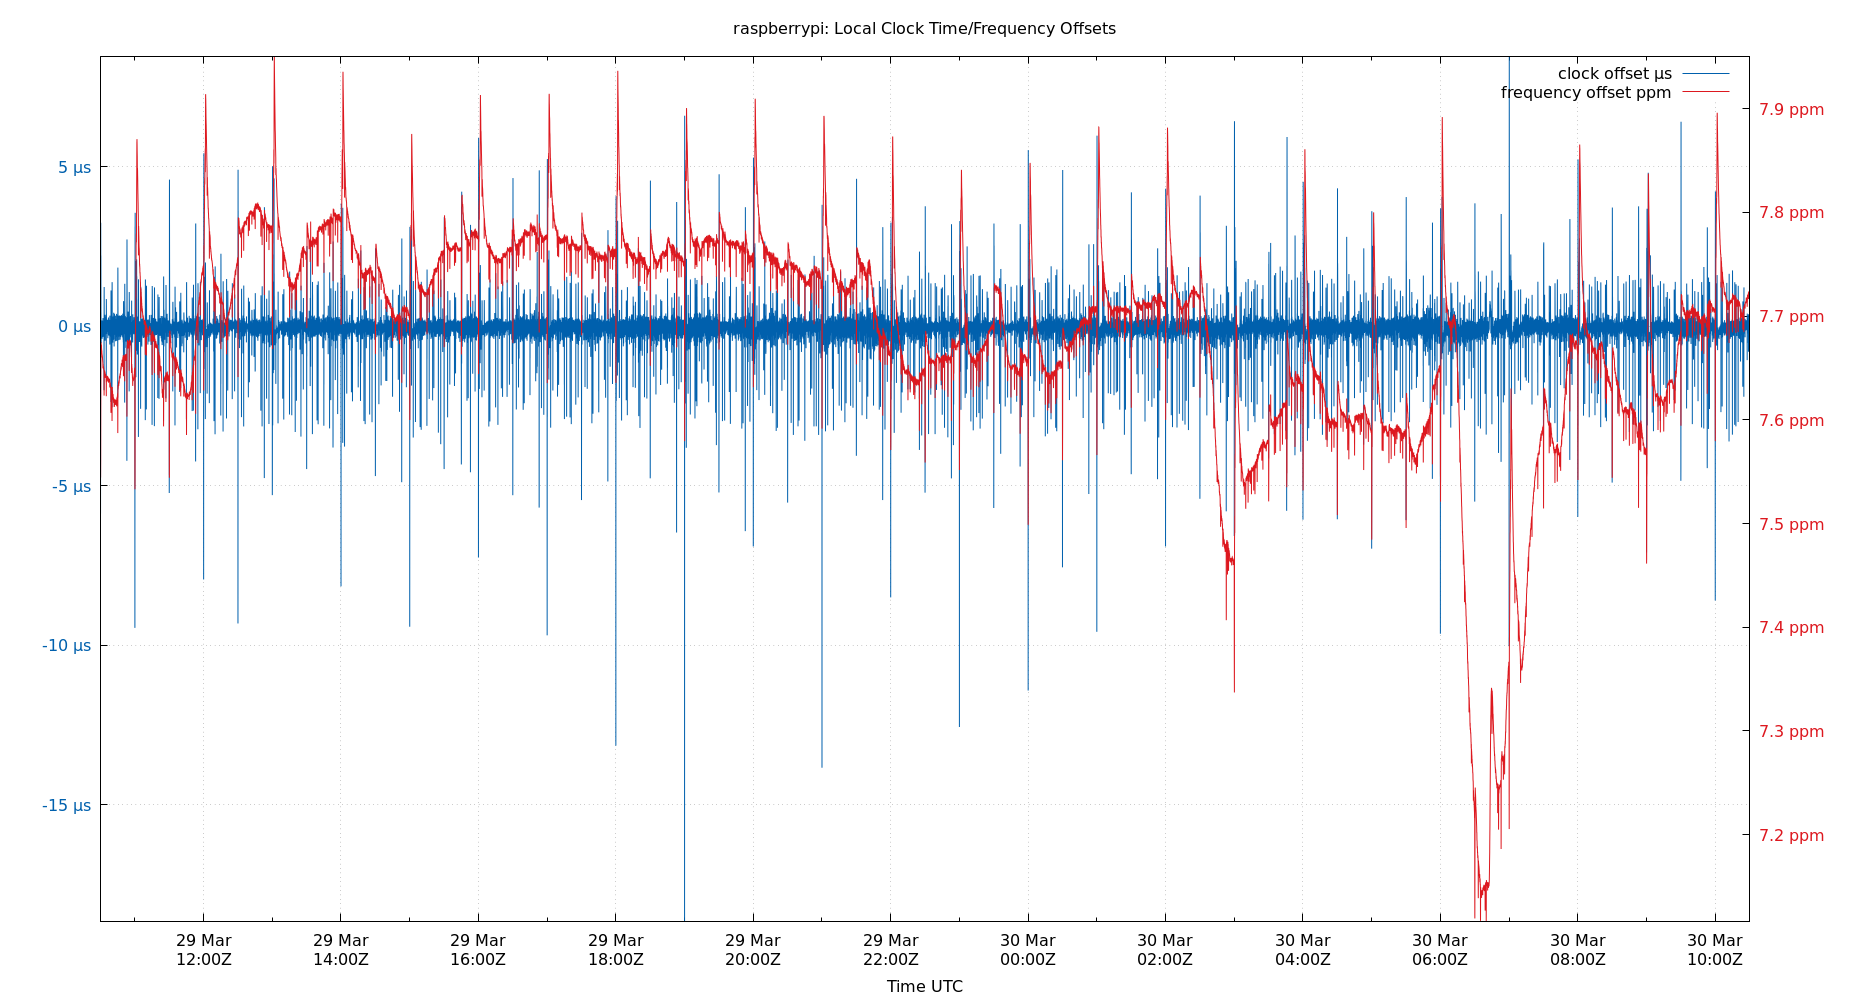 raspberrypi: Local Clock Time/Frequency Offsets
clock offset µs
frequency offset ppm
5 µs
0 µs
-5 µs
-10 µs
-15 µs
7.9 ppm
7.8 ppm
7.7 ppm
7.6 ppm
7.5 ppm
7.4 ppm
7.3 ppm
7.2 ppm
29 Mar 29 Mar 29 Mar 29 Mar 29 Mar 29 Mar 30 Mar 30 Mar 30 Mar 30 Mar 30 Mar 30 Mar
12:00Z 14:00Z 16:00Z 18:00Z 20:00Z 22:00Z 00:00Z 02:00Z 04:00Z 06:00Z 08:00Z 10:00Z
Time UTC